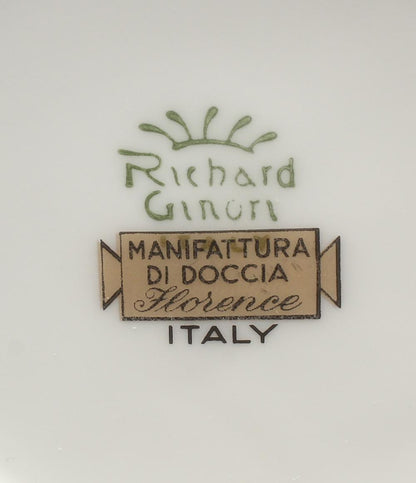 Richard
Ginori
MANIFATTURA
DI DOCCIA
Florence
ITALY